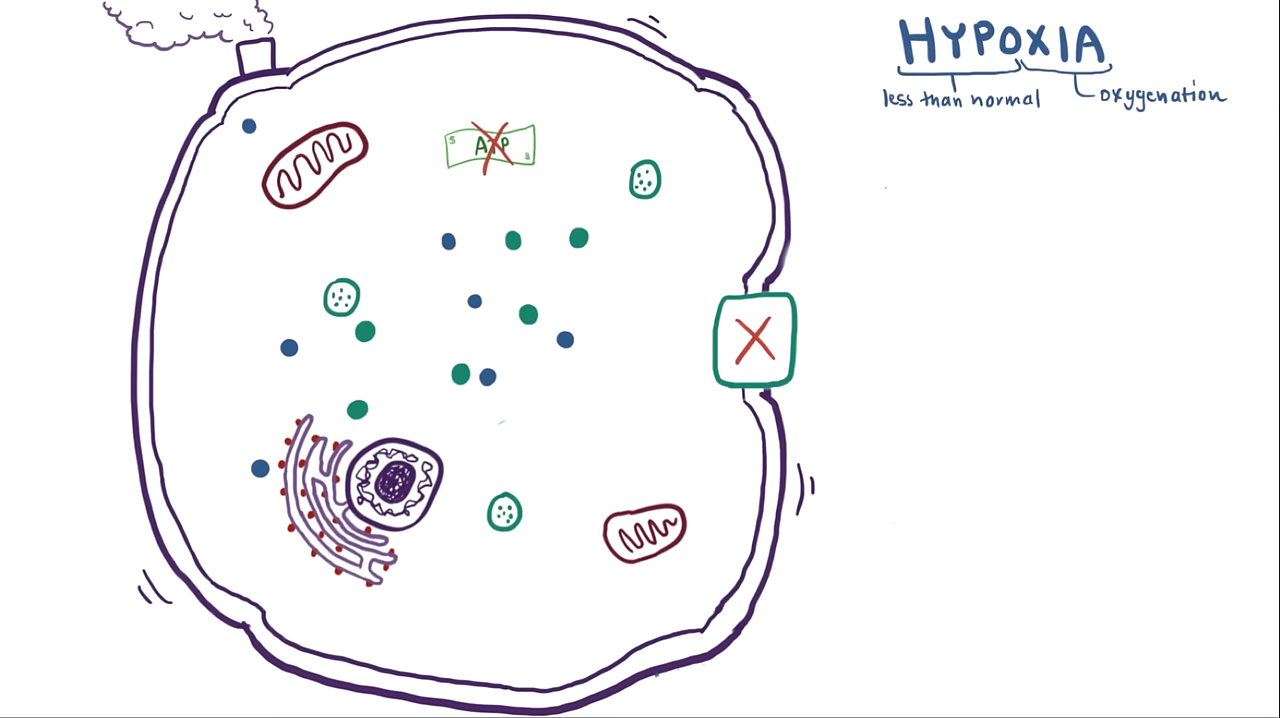 HYPOXIA
less than normal
oxygenation
$ ATP $
X